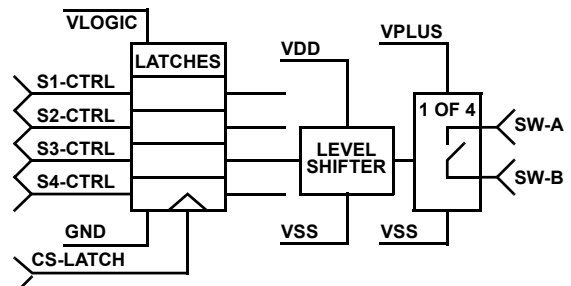 VLOGIC
LATCHES
S1-CTRL
S2-CTRL
S3-CTRL
S4-CTRL
GND
CS-LATCH
VDD
LEVEL
SHIFTER
VSS
VPLUS
1 OF 4
SW-A
SW-B
VSS